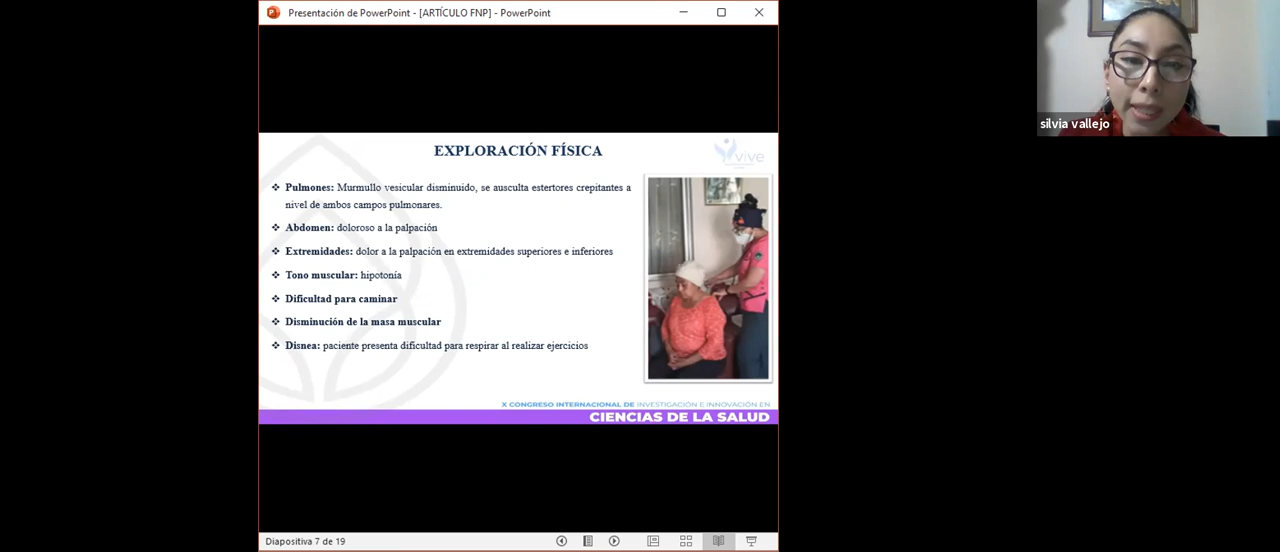 Presentación de PowerPoint - [ARTÍCULO FNP] - PowerPoint
silvia vallejo
EXPLORACIÓN FÍSICA
vive
Pulmones: Murmullo vesicular disminuido, se ausculta estertores crepitantes a
nivel de ambos campos pulmonares.
Abdomen: doloroso a la palpación
Extremidades: dolor a la palpación en extremidades superiores e inferiores
Tono muscular: hipotonía
Dificultad para caminar
Disminución de la masa muscular
Disnea: paciente presenta dificultad para respirar al realizar ejercicios
X CONGRESO INTERNACIONAL DE INVESTIGACIÓN E INNOVACIÓN EN
CIENCIAS DE LA SALUD
Diapositiva 7 de 19